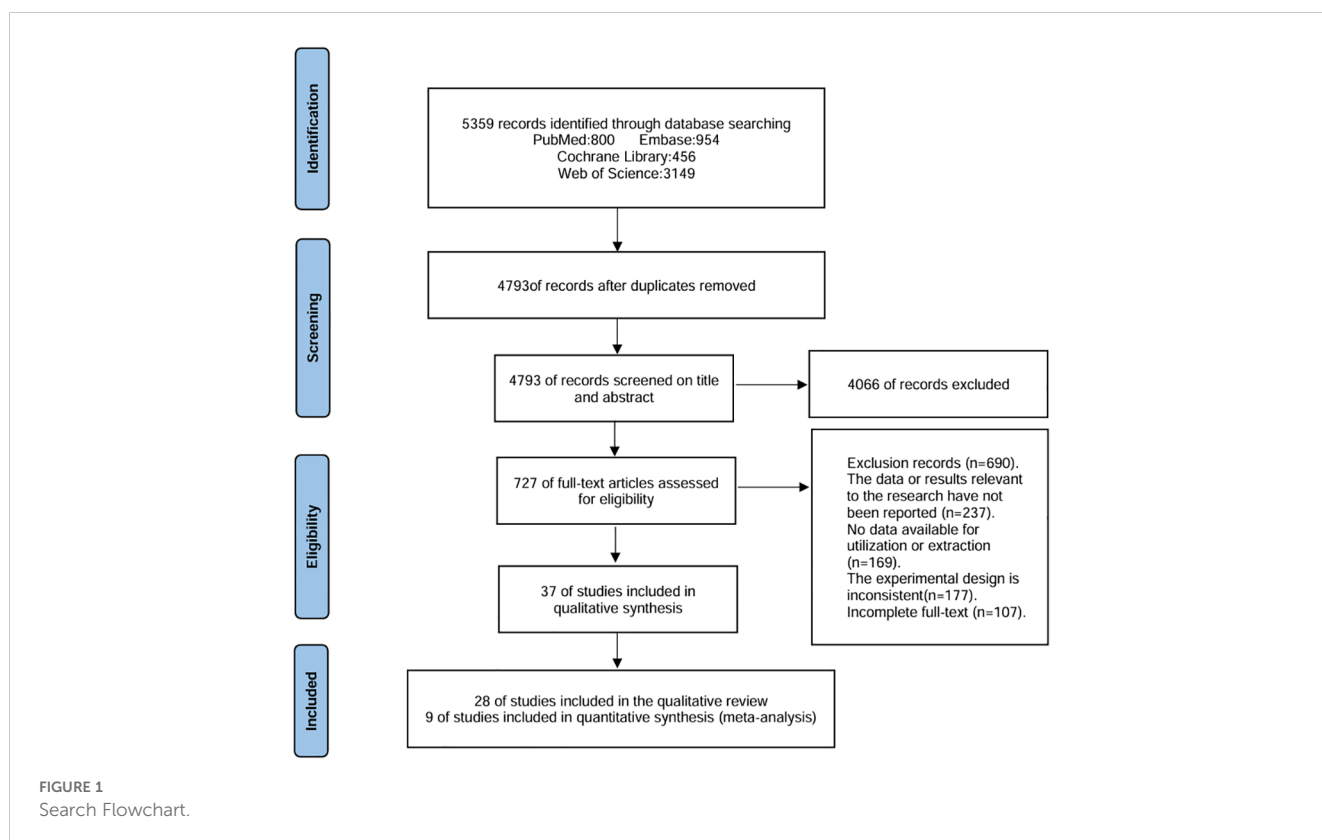 Identification
5359 records identified through database searching
PubMed:800 Embase:954
Cochrane Library:456
Web of Science:3149
Screening
4793of records after duplicates removed
4793 of records screened on title
and abstract
4066 of records excluded
Eligibility
727 of full-text articles assessed
for eligibility
Exclusion records (n=690).
The data or results relevant
to the research have not
been reported (n=237).
No data available for
utilization or extraction
(n=169).
The experimental design is
inconsistent(n=177).
Incomplete full-text (n=107).
37 of studies included in
qualitative synthesis
Included
28 of studies included in the qualitative review
9 of studies included in quantitative synthesis (meta-analysis)
FIGURE 1
Search Flowchart.